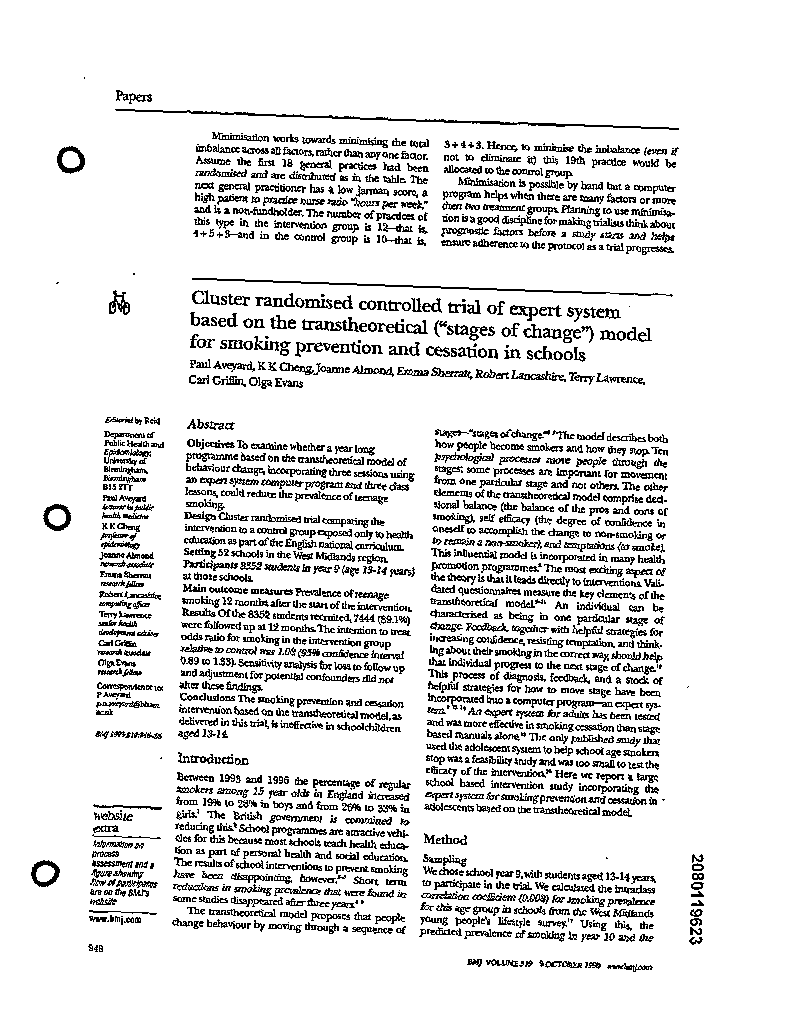 Papers
Minimisation works towards minimising the total
imbalance across all factors, rather than any one factor.
Assume the first 18 general practices had been
randomised and are distributed as in the table. The
next general practitioner has a low Jarman score, a
high patient to practice nurse ratio "hours per week,"
and is a non-fundholder. The number of practices of
this type in the intervention group is 12—that is,
4+5+3—and in the control group is 10—that is,
3+4+3. Hence, to minimise the imbalance (even if
not to eliminate it) this 19th practice would be
allocated to the control group.
Minimisation is possible by hand but a computer
program helps when there are many factors or more
than two treatment groups. Planning to use minimisa-
tion is a good discipline for making trialists think about
prognostic factors before a study starts and helps
ensure adherence to the protocol as a trial progresses.
Cluster randomised controlled trial of expert system
based on the transtheoretical ("stages of change") model
for smoking prevention and cessation in schools
Paul Aveyard, K K Cheng, Joanne Almond, Emma Sherratt, Robert Lancashire, Terry Lawrence,
Carl Griffin, Olga Evans
Editorial by Reid
Department of
Public Health and
Epidemiology,
University of
Birmingham,
Birmingham
B15 2TT
Paul Aveyard
lecturer in public
health medicine
K K Cheng
professor of
epidemiology
Joanne Almond
research associate
Emma Sherratt
research fellow
Robert Lancashire
computing officer
Terry Lawrence
senior health
development adviser
Carl Griffin
research associate
Olga Evans
research fellow
Correspondence to:
P Aveyard
p.n.aveyard@bham.
ac.uk
BMJ 1999;319:948-53
website
extra
Information on
process
assessment and a
figure showing
flow of participants
are on the BMJ's
website
www.bmj.com
948
Abstract
Objectives To examine whether a year long
programme based on the transtheoretical model of
behaviour change, incorporating three sessions using
an expert system computer program and three class
lessons, could reduce the prevalence of teenage
smoking.
Design Cluster randomised trial comparing the
intervention to a control group exposed only to health
education as part of the English national curriculum.
Setting 52 schools in the West Midlands region.
Participants 8352 students in year 9 (age 13-14 years)
at those schools.
Main outcome measures Prevalence of teenage
smoking 12 months after the start of the intervention.
Results Of the 8352 students recruited, 7444 (89.1%)
were followed up at 12 months. The intention to treat
odds ratio for smoking in the intervention group
relative to control was 1.08 (95% confidence interval
0.89 to 1.33). Sensitivity analysis for loss to follow up
and adjustment for potential confounders did not
alter these findings.
Conclusions The smoking prevention and cessation
intervention based on the transtheoretical model, as
delivered in this trial, is ineffective in schoolchildren
aged 13-14.
Introduction
Between 1993 and 1996 the percentage of regular
smokers among 15 year olds in England increased
from 19% to 28% in boys and from 26% to 33% in
girls. The British government is committed to
reducing this. School programmes are attractive vehi-
cles for this because most schools teach health educa-
tion as part of personal health and social education.
The results of school interventions to prevent smoking
have been disappointing, however. Short term
reductions in smoking prevalence that were found in
some studies disappeared after three years.
The transtheoretical model proposes that people
change behaviour by moving through a sequence of
stages—"stages of change." The model describes both
how people become smokers and how they stop. Ten
psychological processes move people through the
stages; some processes are important for movement
from one particular stage and not others. The other
elements of the transtheoretical model comprise deci-
sional balance (the balance of the pros and cons of
smoking), self efficacy (the degree of confidence in
oneself to accomplish the change to non-smoking or
to remain a non-smoker), and temptations (to smoke).
This influential model is incorporated in many health
promotion programmes. The most exciting aspect of
the theory is that it leads directly to interventions. Vali-
dated questionnaires measure the key elements of the
transtheoretical model. An individual can be
characterised as being in one particular stage of
change. Feedback, together with helpful strategies for
increasing confidence, resisting temptation, and think-
ing about their smoking in the correct way, should help
that individual progress to the next stage of change.
This process of diagnosis, feedback, and a stock of
helpful strategies for how to move stage have been
incorporated into a computer program—an expert sys-
tem. An expert system for adults has been tested
and was more effective in smoking cessation than stage
based manuals alone. The only published study that
used the adolescent system to help school age smokers
stop was a feasibility study and was too small to test the
efficacy of the intervention. Here we report a large
school based intervention study incorporating the
expert system for smoking prevention and cessation in
adolescents based on the transtheoretical model.
Method
Sampling
We chose school year 9, with students aged 13-14 years,
to participate in the trial. We calculated the intraclass
correlation coefficient (0.008) for smoking prevalence
for this age group in schools from the West Midlands
young people's lifestyle survey. Using this, the
predicted prevalence of smoking in year 10 and the
BMJ VOLUME 319 9 OCTOBER 1999 www.bmj.com
2080119623